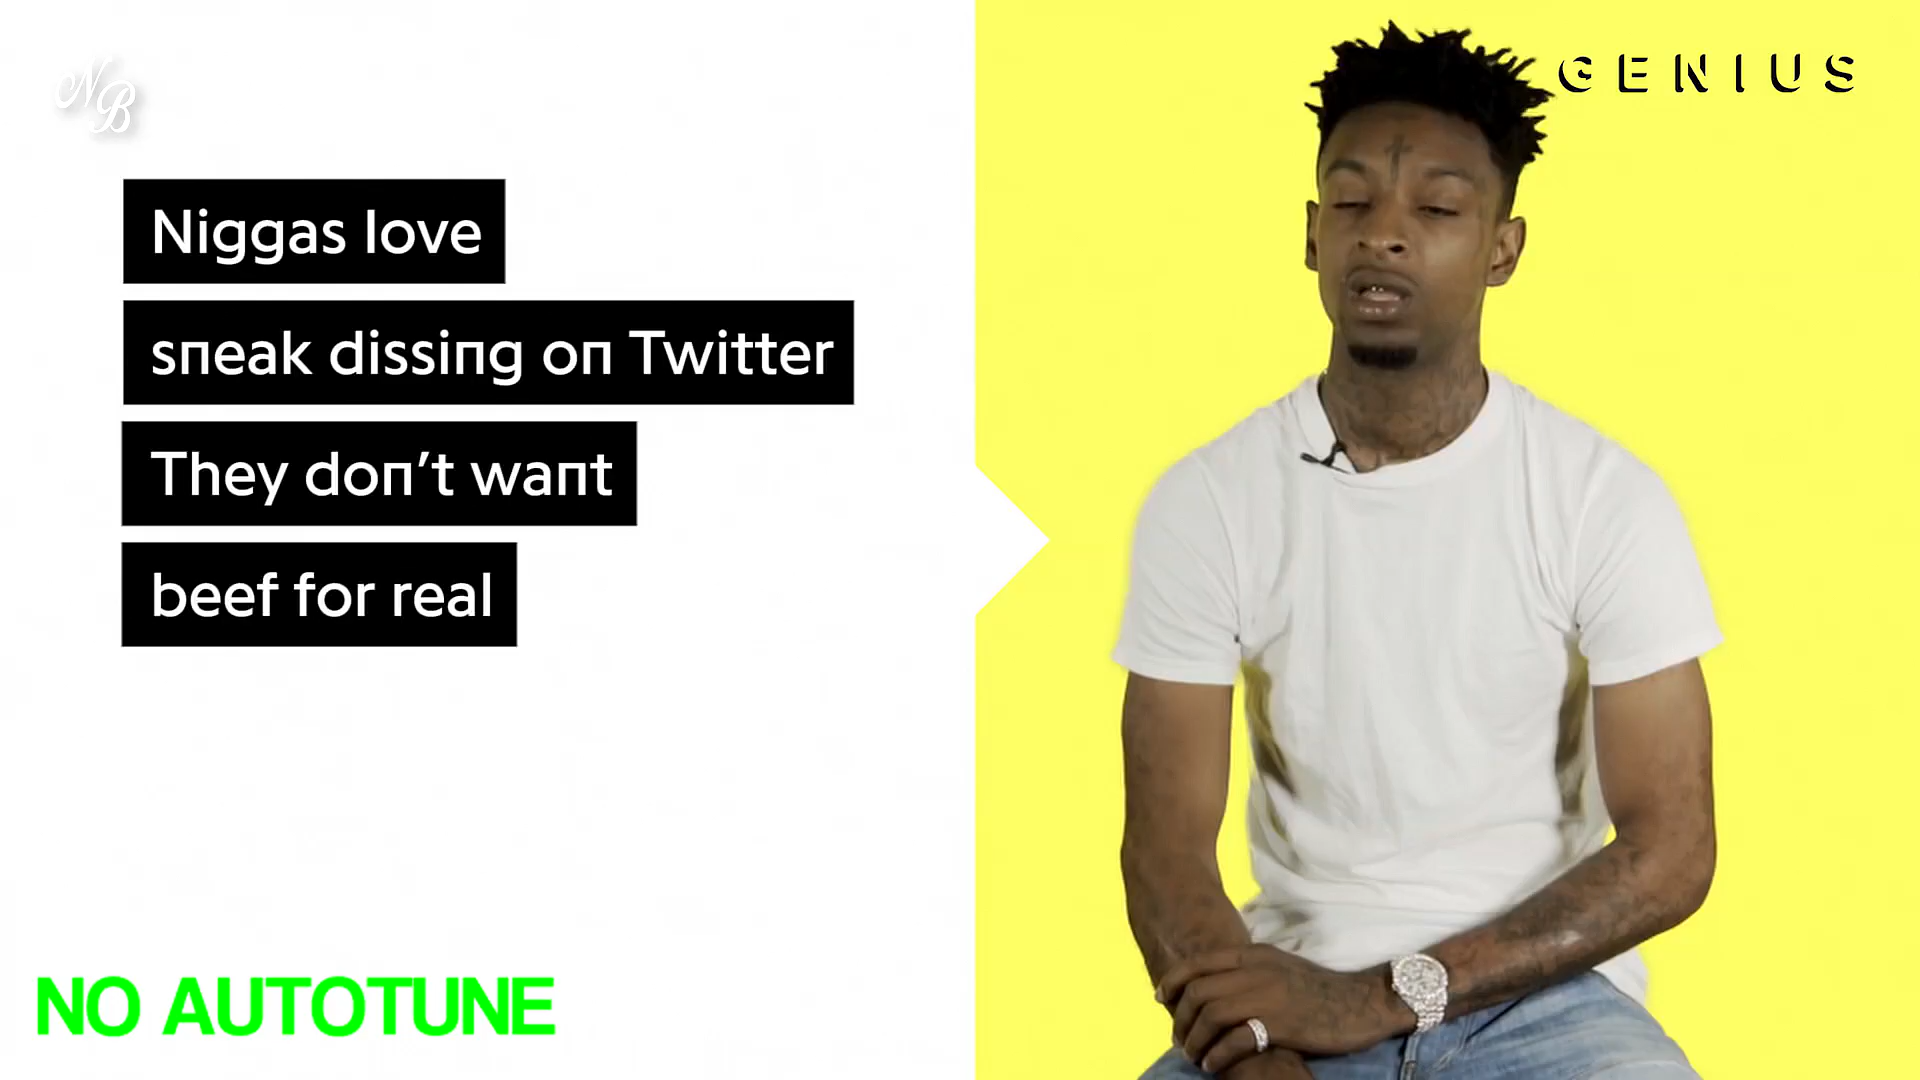 NB
GENIUS
Niggas love
sneak dissing on Twitter
They don't want
beef for real
NO AUTOTUNE